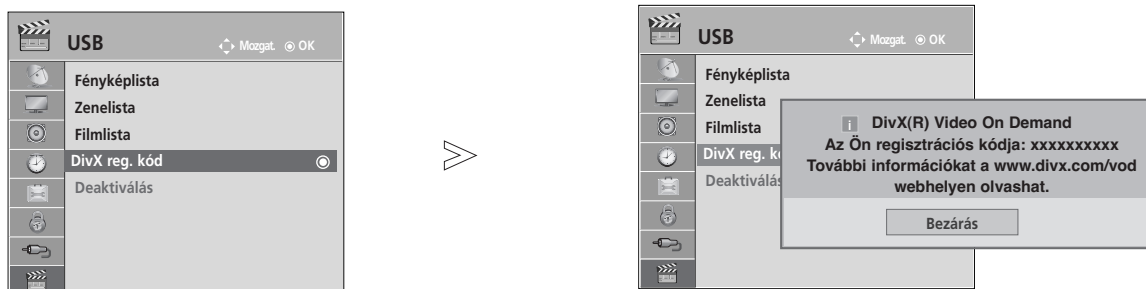 USB
Mozgat. OK
Fényképlista
Zenelista
Filmlista
DivX reg. kód
Deaktiválás
USB
Mozgat. OK
Fényképlista
Zenelista
Filmlista
DivX reg. k
Deaktiválás
DivX(R) Video On Demand
Az Ön regisztrációs kódja: xxxxxxxxxx
További információkat a www.divx.com/vod
webhelyen olvashat.
Bezárás